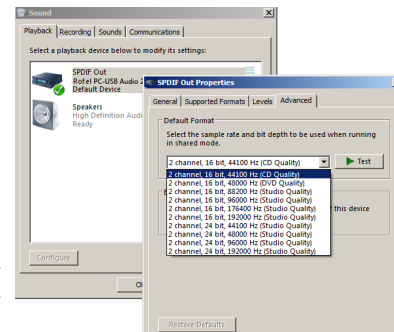 Sound
Playback Recording Sounds Communications
Select a playback device below to modify its settings:
SPDIF Out
Rotel PC-USB Audio 2
Default Device
Speakers
High Definition Audi
Ready
Configure
SPDIF Out Properties
General Supported Formats Levels Advanced
Default Format
Select the sample rate and bit depth to be used when running
in shared mode.
2 channel, 16 bit, 44100 Hz (CD Quality)
Test
2 channel, 16 bit, 44100 Hz (CD Quality)
2 channel, 16 bit, 48000 Hz (DVD Quality)
2 channel, 16 bit, 88200 Hz (Studio Quality)
2 channel, 16 bit, 96000 Hz (Studio Quality)
2 channel, 16 bit, 176400 Hz (Studio Quality)
2 channel, 16 bit, 192000 Hz (Studio Quality)
2 channel, 24 bit, 44100 Hz (Studio Quality)
2 channel, 24 bit, 48000 Hz (Studio Quality)
2 channel, 24 bit, 96000 Hz (Studio Quality)
2 channel, 24 bit, 192000 Hz (Studio Quality)
this device
Restore Defaults